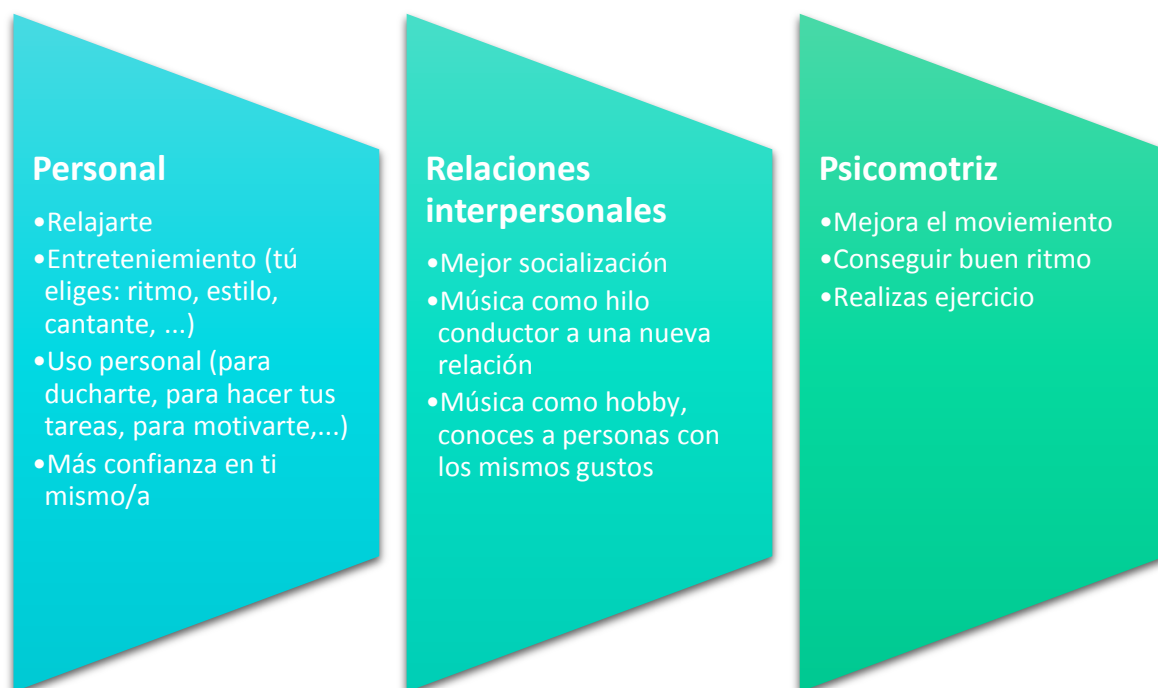 Personal
•Relajarte
•Entreteniemiento (tú
eliges: ritmo, estilo,
cantante, ...)
•Uso personal (para
ducharte, para hacer tus
tareas, para motivarte,...)
•Más confianza en ti
mismo/a
Relaciones
interpersonales
•Mejor socialización
•Música como hilo
conductor a una nueva
relación
•Música como hobby,
conoces a personas con
los mismos gustos
Psicomotriz
•Mejora el moviemiento
•Conseguir buen ritmo
•Realizas ejercicio